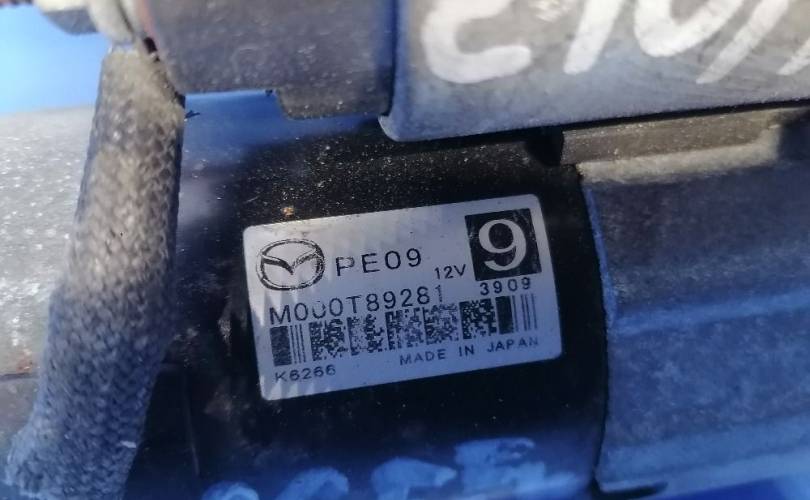 PE09 12V 9
M000T89281 3909
K6266 MADE IN JAPAN